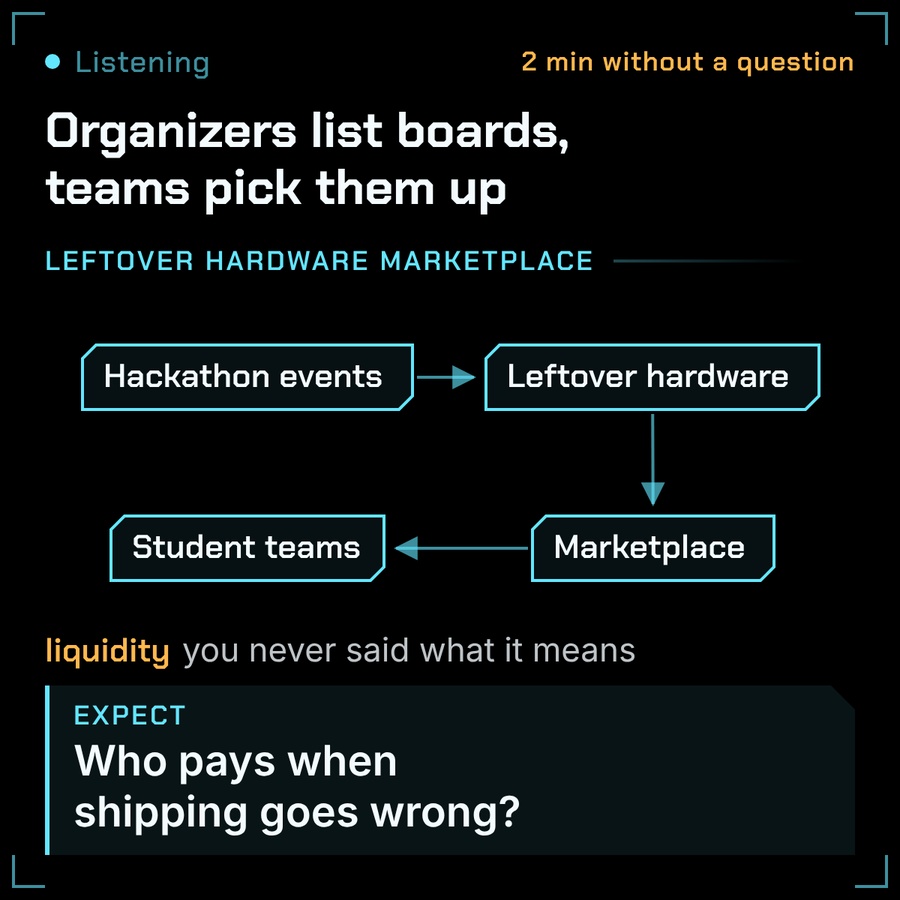 Listening
2 min without a question
Organizers list boards,
teams pick them up
LEFTOVER HARDWARE MARKETPLACE
Hackathon events
Leftover hardware
Student teams
Marketplace
liquidity you never said what it means
EXPECT
Who pays when
shipping goes wrong?